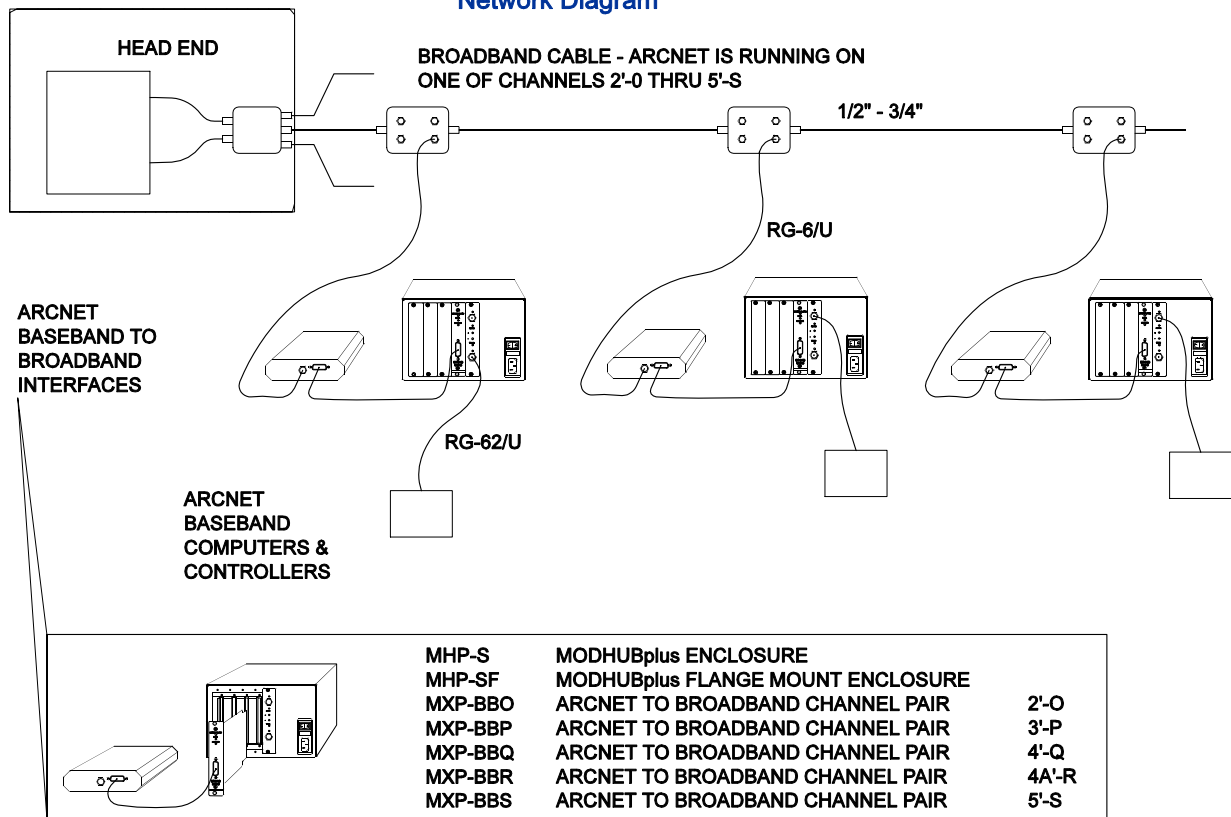 Network Diagram
HEAD END
BROADBAND CABLE - ARCNET IS RUNNING ON
ONE OF CHANNELS 2'-0 THRU 5'-S
1/2" - 3/4"
RG-6/U
ARCNET
BASEBAND TO
BROADBAND
INTERFACES
RG-62/U
ARCNET
BASEBAND
COMPUTERS &
CONTROLLERS
MHP-S MODHUBplus ENCLOSURE
MHP-SF MODHUBplus FLANGE MOUNT ENCLOSURE
MXP-BBO ARCNET TO BROADBAND CHANNEL PAIR 2'-O
MXP-BBP ARCNET TO BROADBAND CHANNEL PAIR 3'-P
MXP-BBQ ARCNET TO BROADBAND CHANNEL PAIR 4'-Q
MXP-BBR ARCNET TO BROADBAND CHANNEL PAIR 4A'-R
MXP-BBS ARCNET TO BROADBAND CHANNEL PAIR 5'-S